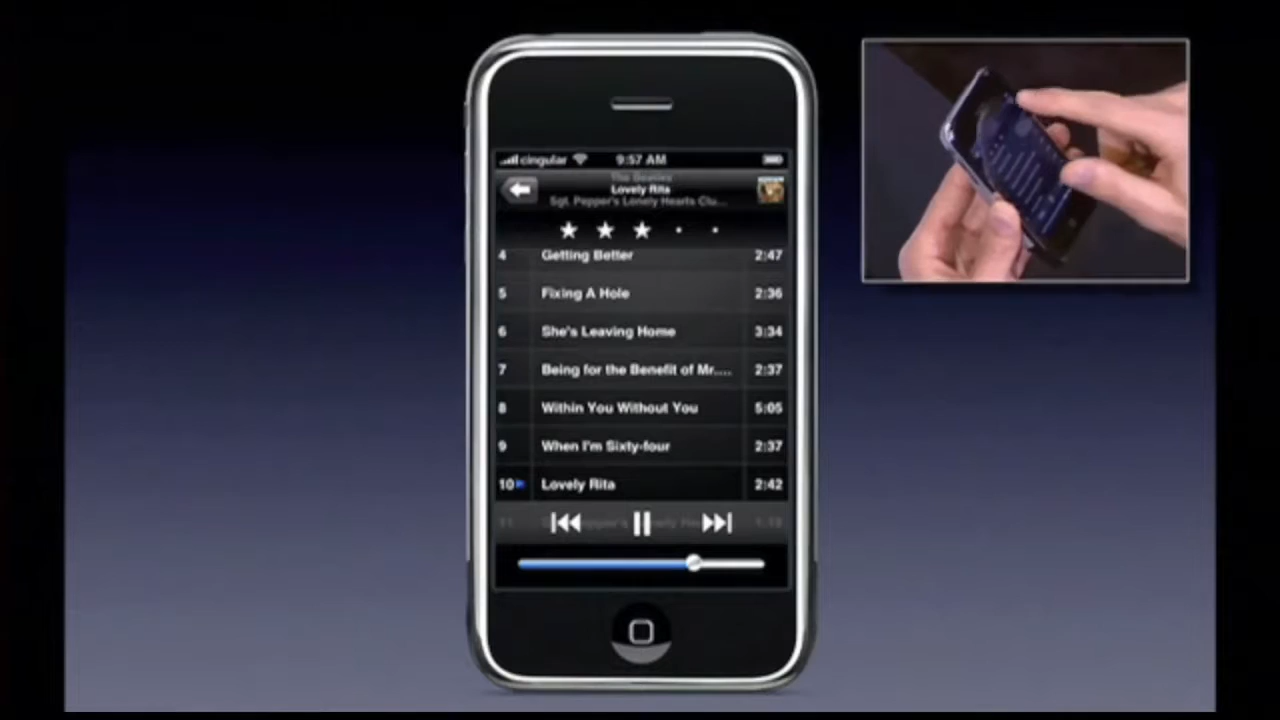 cingular 9:57 AM
The Beatles
Lovely Rita
Sgt. Pepper's Lonely Hearts Clu...
4 Getting Better 2:47
5 Fixing A Hole 2:36
6 She's Leaving Home 3:34
7 Being for the Benefit of Mr.... 2:37
8 Within You Without You 5:05
9 When I'm Sixty-four 2:37
10 Lovely Rita 2:42
11